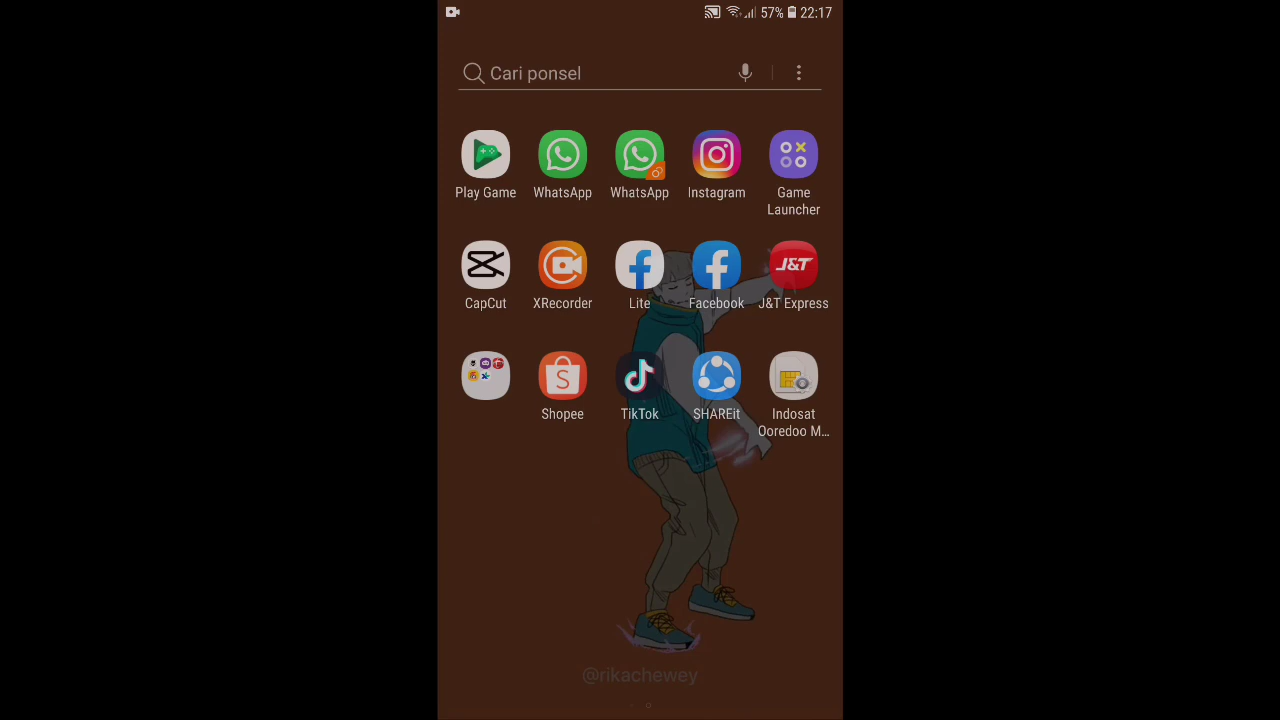 57% 22:17
Cari ponsel
Play Game
WhatsApp
WhatsApp
Instagram
Game
Launcher
CapCut
XRecorder
Lite
Facebook
J&T
J&T Express
S
Shopee
TikTok
SHAREit
Indosat
Ooredoo M...
@rikachewey